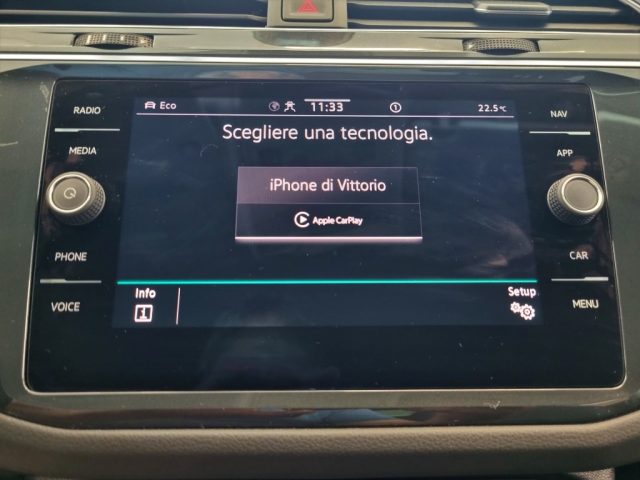 RADIO
MEDIA
PHONE
VOICE
Eco 11:33 1 22.5°C
Scegliere una tecnologia.
iPhone di Vittorio
Apple CarPlay
Info
Setup
NAV
APP
CAR
MENU